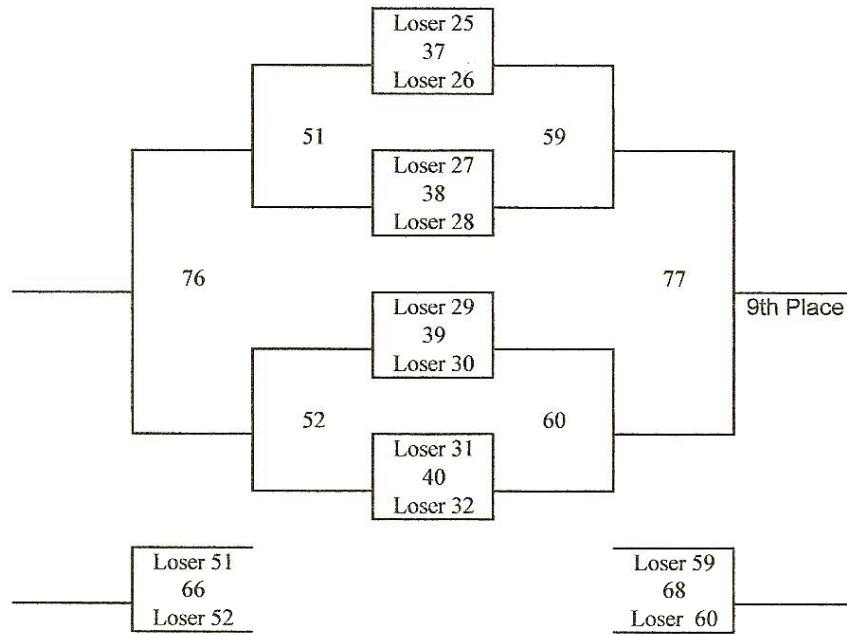 Loser 25
37
Loser 26
51
59
Loser 27
38
Loser 28
76
77
Loser 29
39
Loser 30
9th Place
52
60
Loser 31
40
Loser 32
Loser 51
66
Loser 52
Loser 59
68
Loser 60